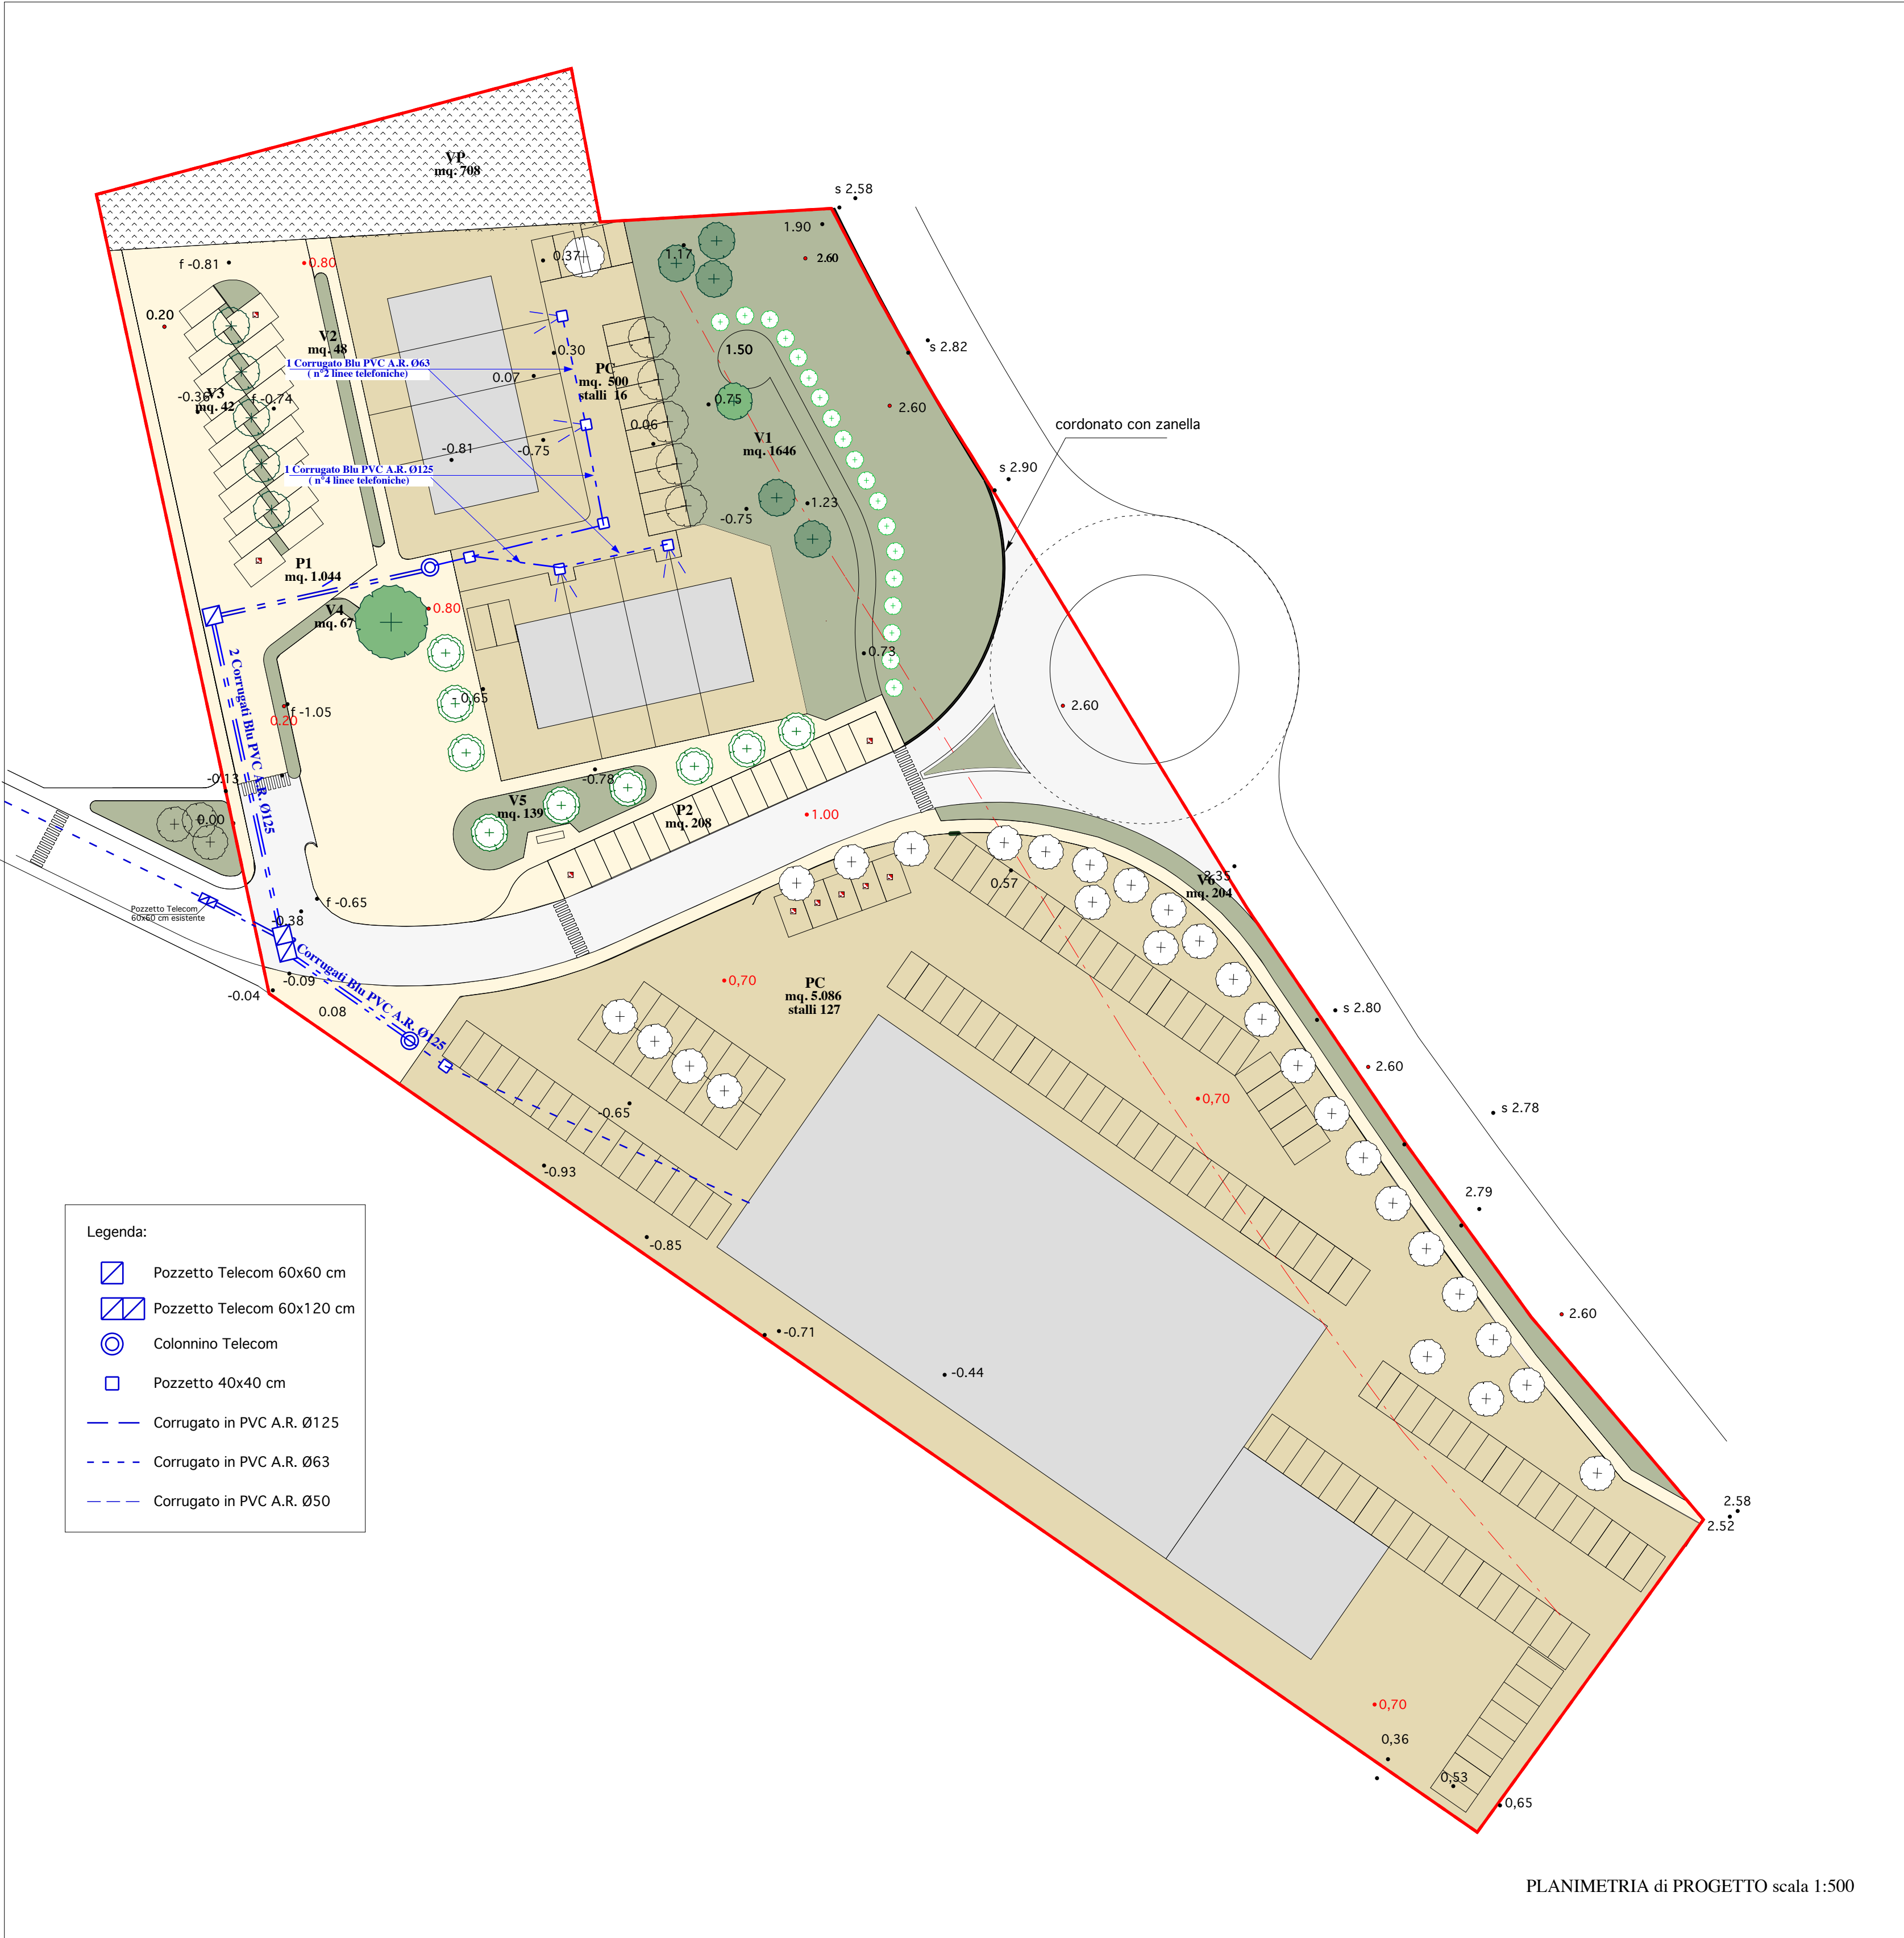 VP
mq. 708
s 2.58
1.90
2.60
1.17
0.37
f -0.81
0.80
0.20
V2
mq. 48
1.50
s 2.82
0.30
1 Corrugato Blu PVC A.R. Ø63
( n°2 linee telefoniche)
0.07
PC
mq. 500
stalli 16
V3
mq. 42
-0.36
f -0.74
0.75
2.60
0.06
V1
mq. 1646
cordonato con zanella
-0.81
-0.75
s 2.90
1 Corrugato Blu PVC A.R. Ø125
( n°4 linee telefoniche)
1.23
-0.75
P1
mq. 1.044
V4
mq. 67
0.80
0.73
2 Corrugati Blu PVC A.R. Ø125
- 0,65
f -1.05
0.20
2.60
-0.13
-0.78
V5
mq. 139
P2
mq. 208
1.00
0.00
0.57
2.35
V6
mq. 204
Pozzetto Telecom
60x60 cm esistente
f -0.65
-0.38
2 Corrugati Blu PVC A.R. Ø125
-0.09
-0.04
0.08
0,70
PC
mq. 5.086
stalli 127
s 2.80
2.60
0,70
s 2.78
-0.65
-0.93
-0.85
2.79
2.60
-0.71
-0.44
Legenda:
Pozzetto Telecom 60x60 cm
Pozzetto Telecom 60x120 cm
Colonnino Telecom
Pozzetto 40x40 cm
Corrugato in PVC A.R. Ø125
Corrugato in PVC A.R. Ø63
Corrugato in PVC A.R. Ø50
2.58
2.52
0,70
0,36
0,53
0,65
PLANIMETRIA di PROGETTO scala 1:500